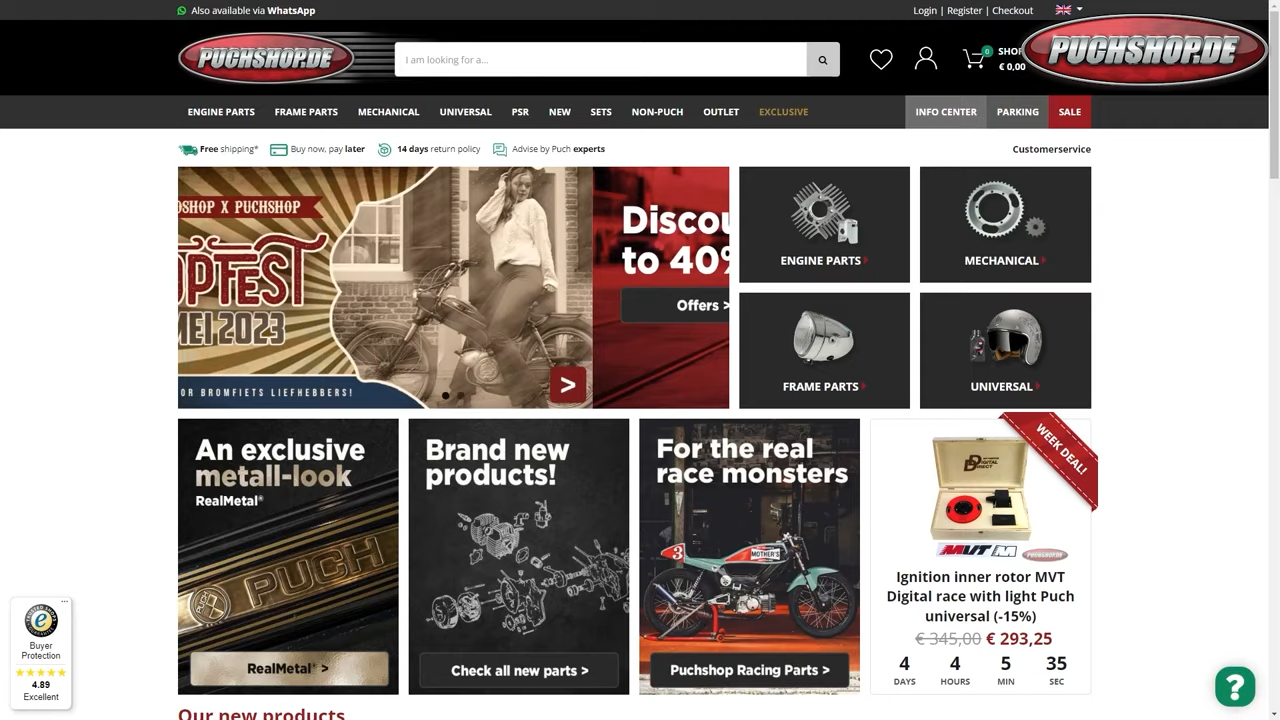 Also available via WhatsApp
Login | Register | Checkout
PUCHSHOP.DE
I am looking for a...
0
€ 0,00
PUCHSHOP.DE
ENGINE PARTS FRAME PARTS MECHANICAL UNIVERSAL PSR NEW SETS NON-PUCH OUTLET EXCLUSIVE INFO CENTER PARKING SALE
Free shipping* Buy now, pay later 14 days return policy Advise by Puch experts Customerservice
X PUCHSHOP
2023
BROMFIETS LIEFHEBBERS!
>
to 40%
Offers >
ENGINE PARTS
MECHANICAL
FRAME PARTS
UNIVERSAL
An exclusive
metall-look
RealMetal®
PUCH
RealMetal® >
Brand new
products!
Check all new parts >
For the real
race monsters
3
MOTHER'S
Puchshop Racing Parts >
WEEK DEAL!
DIGITAL
DIRECT
MVT
PUCHSHOP.DE
Ignition inner rotor MVT
Digital race with light Puch
universal (-15%)
€ 345,00 € 293,25
4 4 5 35
DAYS HOURS MIN SEC
Buyer
Protection
4.89
Excellent
?
Our new products